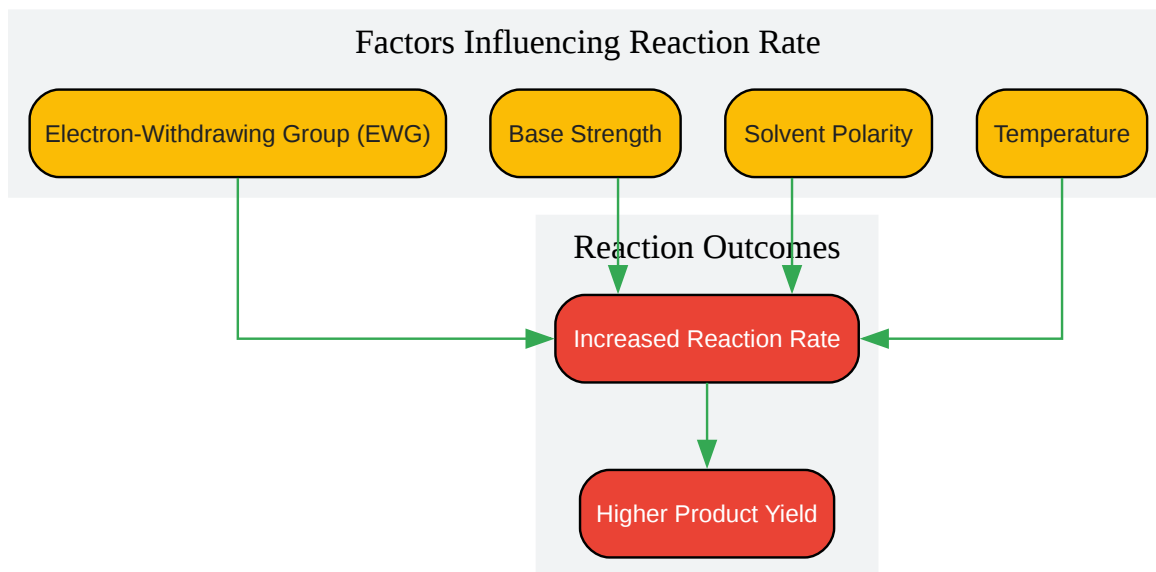 Factors Influencing Reaction Rate
Electron-Withdrawing Group (EWG)
Base Strength
Solvent Polarity
Temperature
Reaction Outcomes
Increased Reaction Rate
Higher Product Yield